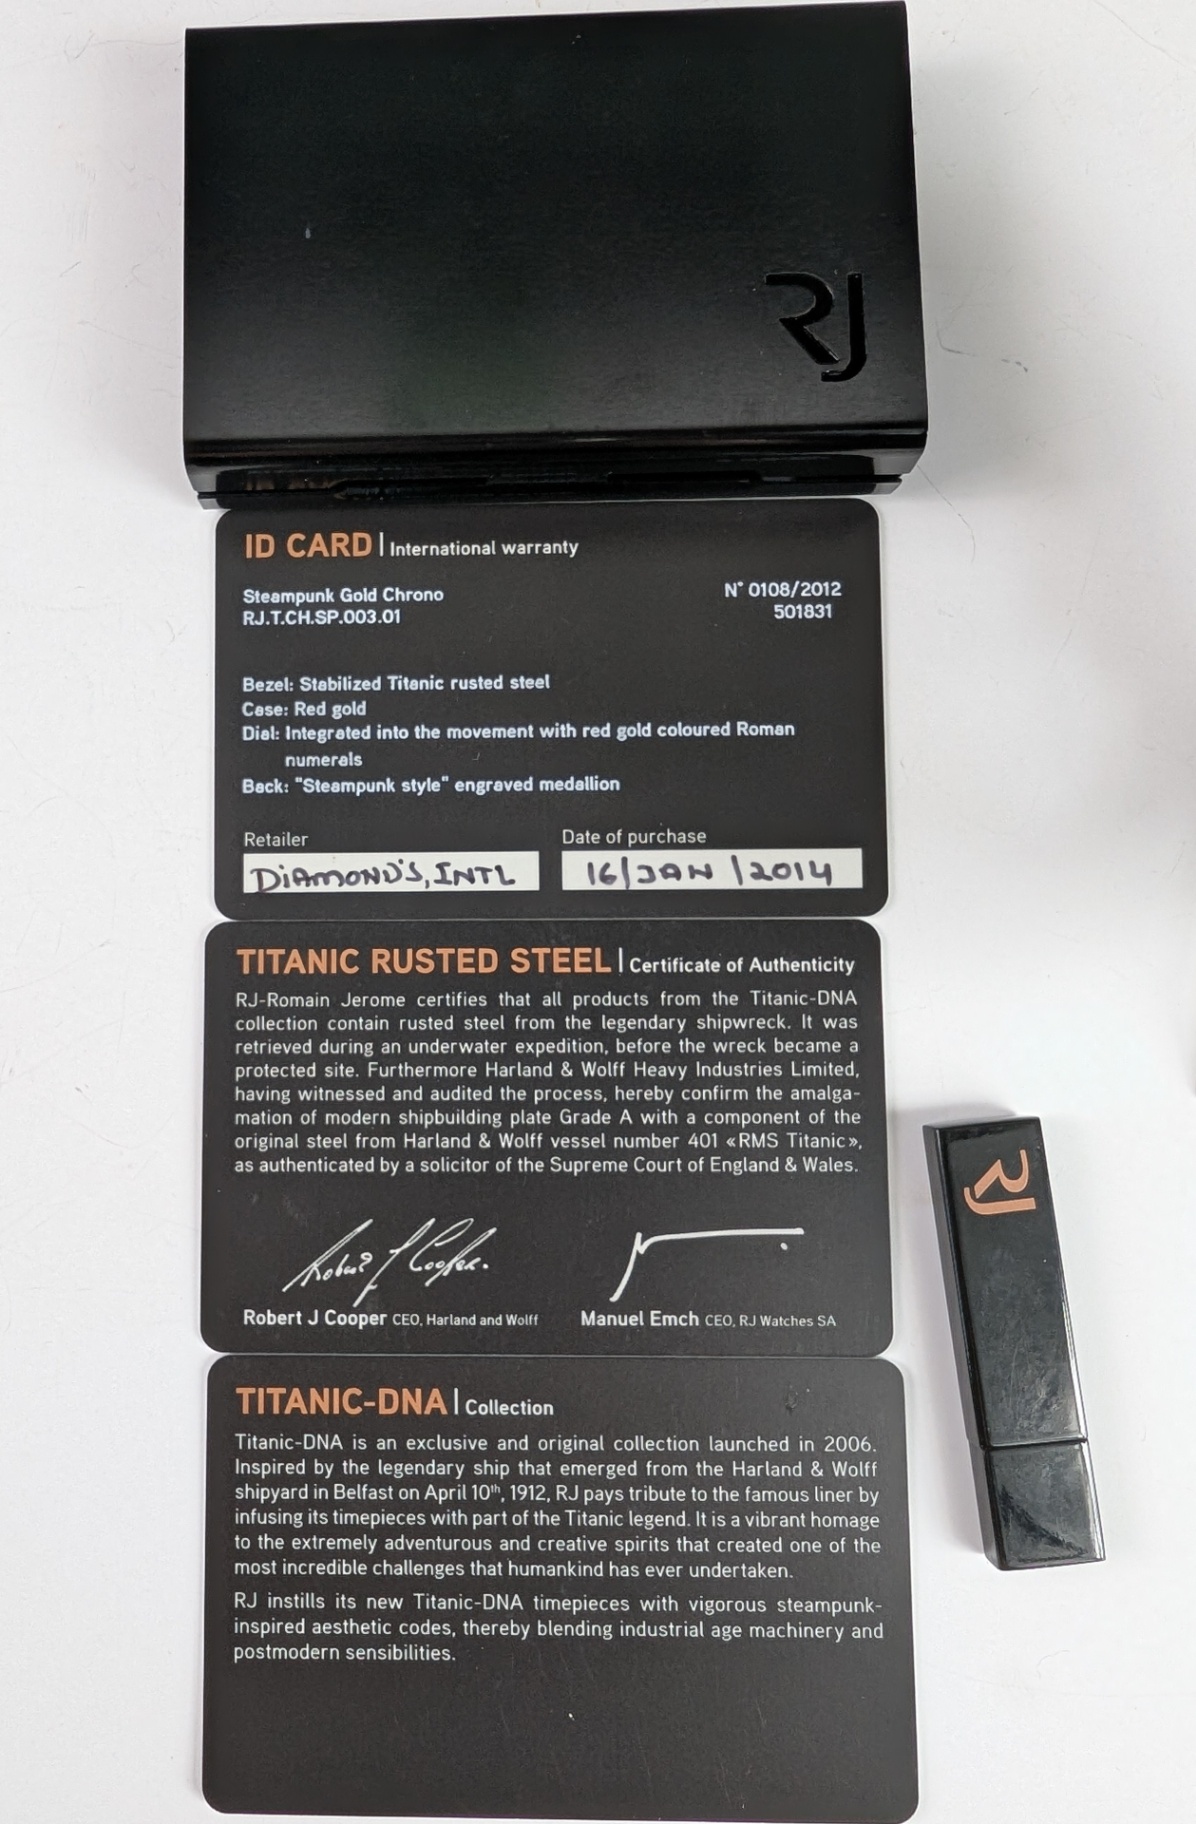 RJ
ID CARD | International warranty
Steampunk Gold Chrono
RJ.T.CH.SP.003.01
N° 0108/2012
501831
Bezel: Stabilized Titanic rusted steel
Case: Red gold
Dial: Integrated into the movement with red gold coloured Roman
numerals
Back: "Steampunk style" engraved medallion
Retailer
Date of purchase
DiAMOND'S, INTL
16/JAN/2014
TITANIC RUSTED STEEL | Certificate of Authenticity
RJ-Romain Jerome certifies that all products from the Titanic-DNA
collection contain rusted steel from the legendary shipwreck. It was
retrieved during an underwater expedition, before the wreck became a
protected site. Furthermore Harland & Wolff Heavy Industries Limited,
having witnessed and audited the process, hereby confirm the amalga-
mation of modern shipbuilding plate Grade A with a component of the
original steel from Harland & Wolff vessel number 401 «RMS Titanic»,
as authenticated by a solicitor of the Supreme Court of England & Wales.
Robert J Cooper.
Robert J Cooper CEO, Harland and Wolff
Manuel Emch CEO, RJ Watches SA
RJ
TITANIC-DNA | Collection
Titanic-DNA is an exclusive and original collection launched in 2006.
Inspired by the legendary ship that emerged from the Harland & Wolff
shipyard in Belfast on April 10th, 1912, RJ pays tribute to the famous liner by
infusing its timepieces with part of the Titanic legend. It is a vibrant homage
to the extremely adventurous and creative spirits that created one of the
most incredible challenges that humankind has ever undertaken.
RJ instills its new Titanic-DNA timepieces with vigorous steampunk-
inspired aesthetic codes, thereby blending industrial age machinery and
postmodern sensibilities.